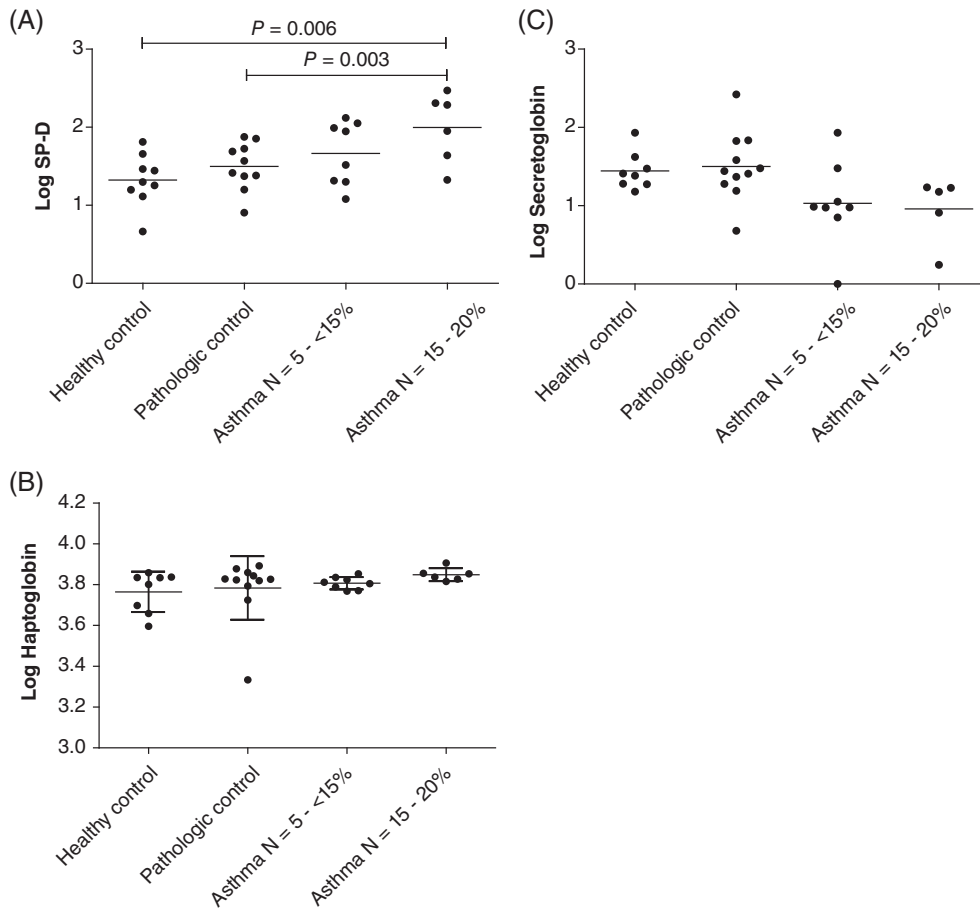 (A)
P = 0.006
P = 0.003
3
2
1
0
Log SP-D
Healthy control
Pathologic control
Asthma N = 5 - <15%
Asthma N = 15 - 20%
(C)
3
2
1
0
Log Secretoglobin
Healthy control
Pathologic control
Asthma N = 5 - <15%
Asthma N = 15 - 20%
(B)
4.2
4.0
3.8
3.6
3.4
3.2
3.0
Log Haptoglobin
Healthy control
Pathologic control
Asthma N = 5 - <15%
Asthma N = 15 - 20%